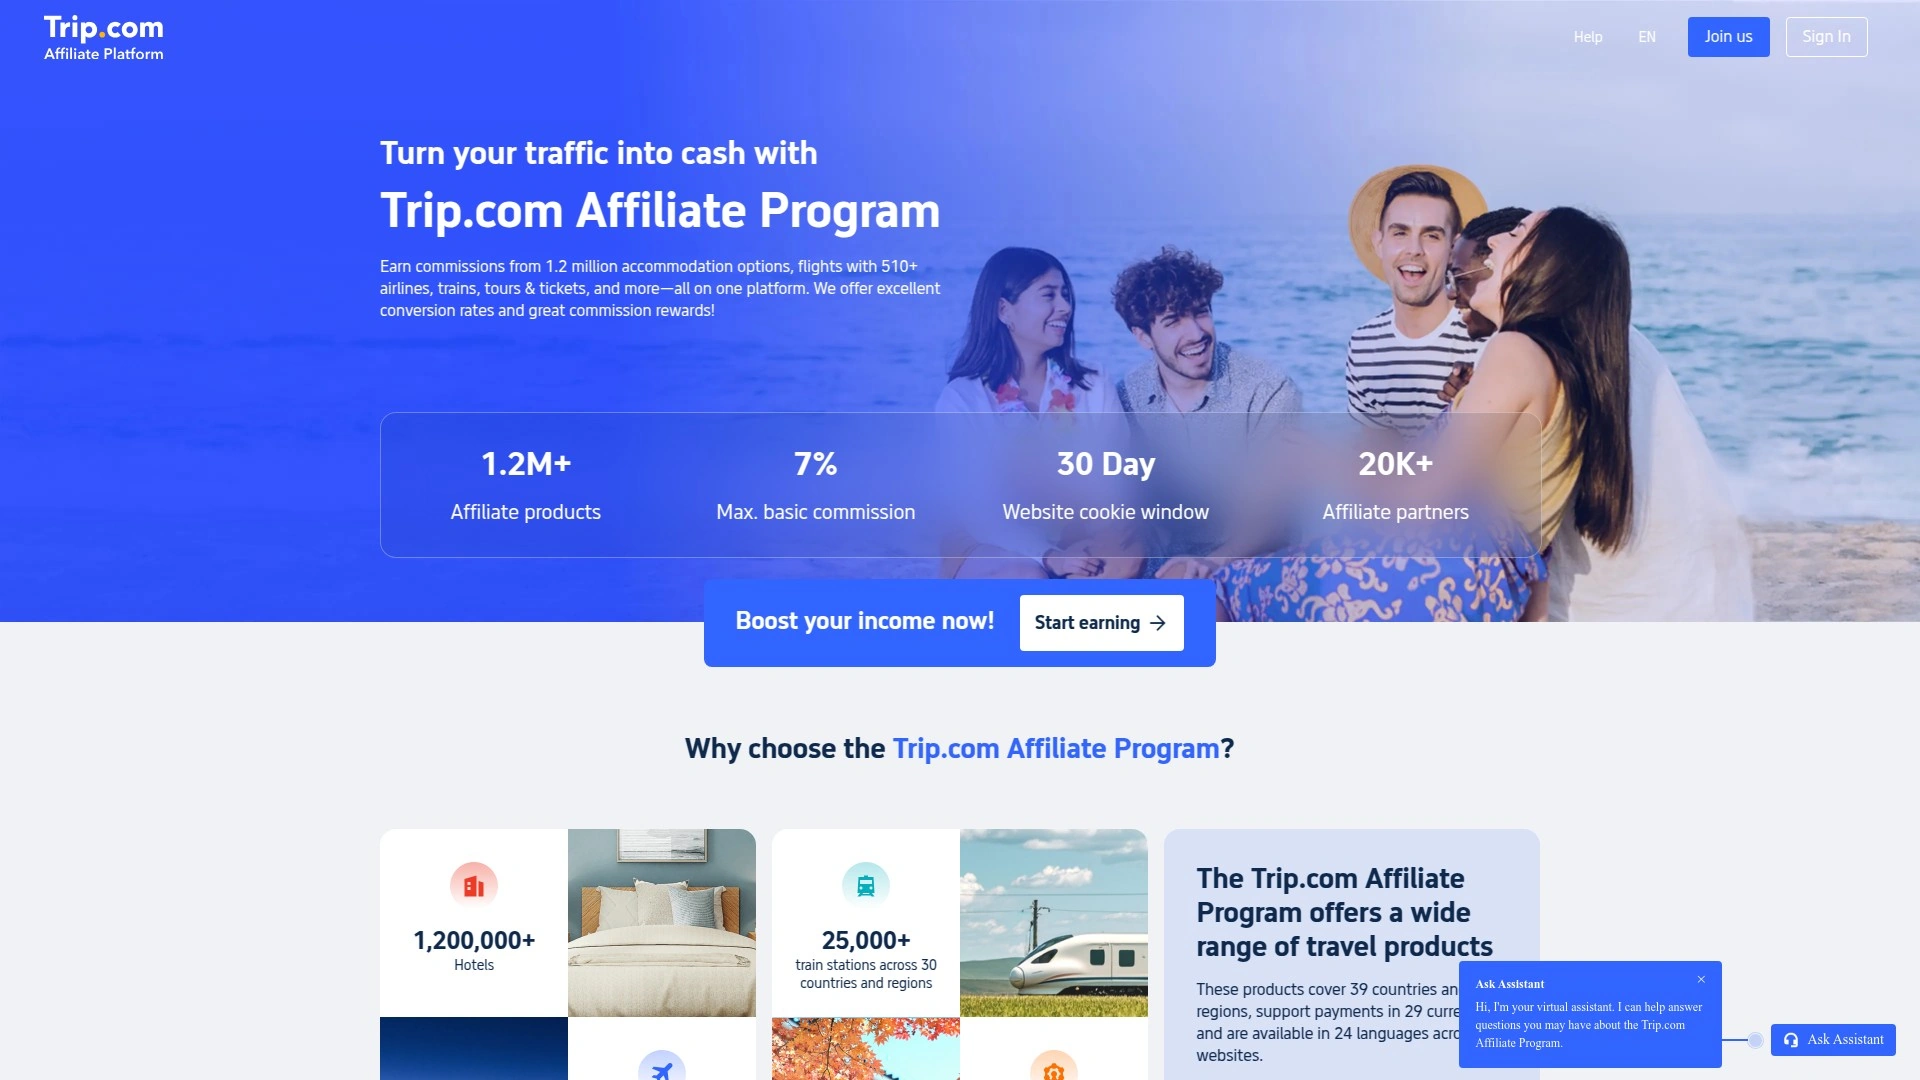 Trip.com
Affiliate Platform
Help
EN
Join us
Sign In
Turn your traffic into cash with
Trip.com Affiliate Program
Earn commissions from 1.2 million accommodation options, flights with 510+
airlines, trains, tours & tickets, and more—all on one platform. We offer excellent
conversion rates and great commission rewards!
1.2M+
Affiliate products
7%
Max. basic commission
30 Day
Website cookie window
20K+
Affiliate partners
Boost your income now!
Start earning
Why choose the Trip.com Affiliate Program?
1,200,000+
Hotels
25,000+
train stations across 30
countries and regions
The Trip.com Affiliate
Program offers a wide
range of travel products
These products cover 39 countries
regions, support payments in 29
and are available in 24 languages
websites.
Ask Assistant
Hi, I'm your virtual assistant. I can help answer
questions you may have about the Trip.com
Affiliate Program.
Ask Assistant